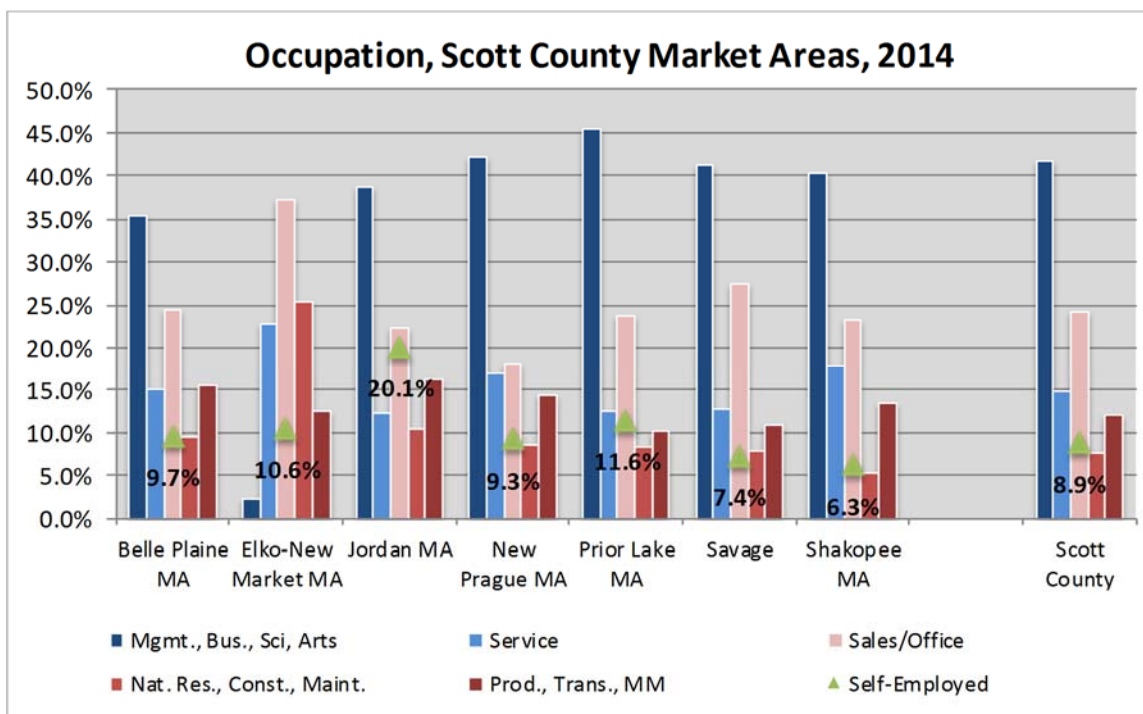 Occupation, Scott County Market Areas, 2014
50.0%
45.0%
40.0%
35.0%
30.0%
25.0%
20.0%
15.0%
10.0%
5.0%
0.0%
9.7%
10.6%
20.1%
9.3%
11.6%
7.4%
6.3%
8.9%
Belle Plaine
MA
Elko-New
Market MA
Jordan MA
New
Prague MA
Prior Lake
MA
Savage
Shakopee
MA
Scott
County
Mgmt., Bus., Sci, Arts
Service
Sales/Office
Nat. Res., Const., Maint.
Prod., Trans., MM
Self-Employed